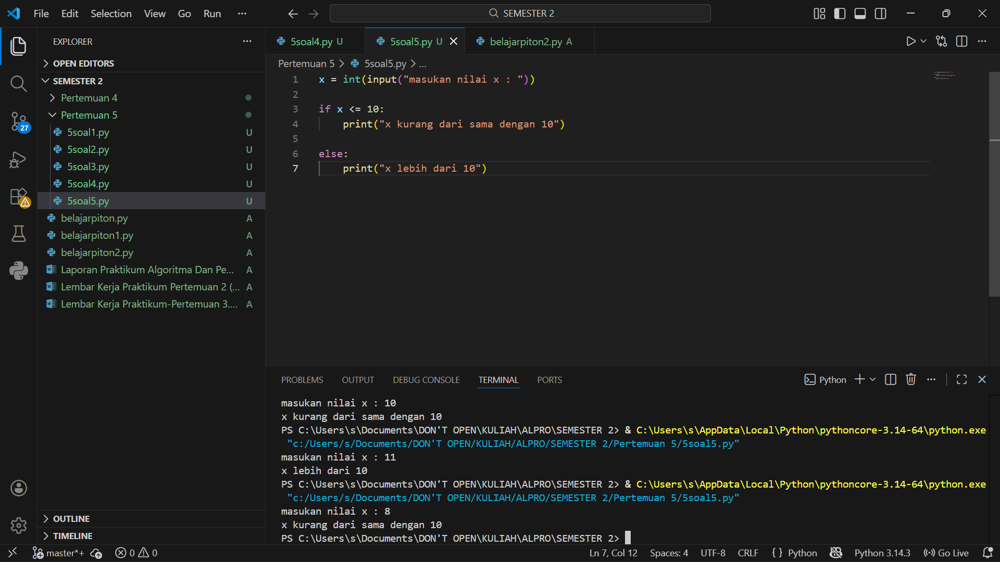 File Edit Selection View Go Run ··· SEMESTER 2
EXPLORER ···
OPEN EDITORS
SEMESTER 2
Pertemuan 4
Pertemuan 5
5soal1.py U
5soal2.py U
5soal3.py U
5soal4.py U
5soal5.py U
belajarpiton.py A
belajarpiton1.py A
belajarpiton2.py A
Laporan Praktikum Algoritma Dan Pe... A
Lembar Kerja Praktikum Pertemuan 2 (... A
Lembar Kerja Praktikum-Pertemuan 3.... A
OUTLINE
TIMELINE
27
5soal4.py U 5soal5.py U belajarpiton2.py A
Pertemuan 5 > 5soal5.py > ...
1 x = int(input("masukan nilai x : "))
2
3 if x <= 10:
4 print("x kurang dari sama dengan 10")
5
6 else:
7 print("x lebih dari 10")
PROBLEMS OUTPUT DEBUG CONSOLE TERMINAL PORTS Python
masukan nilai x : 10
x kurang dari sama dengan 10
PS C:\Users\s\Documents\DON'T OPEN\KULIAH\ALPRO\SEMESTER 2> & C:\Users\s\AppData\Local\Python\pythoncore-3.14-64\python.exe
"c:/Users/s/Documents/DON'T OPEN/KULIAH/ALPRO/SEMESTER 2/Pertemuan 5/5soal5.py"
masukan nilai x : 11
x lebih dari 10
PS C:\Users\s\Documents\DON'T OPEN\KULIAH\ALPRO\SEMESTER 2> & C:\Users\s\AppData\Local\Python\pythoncore-3.14-64\python.exe
"c:/Users/s/Documents/DON'T OPEN/KULIAH/ALPRO/SEMESTER 2/Pertemuan 5/5soal5.py"
masukan nilai x : 8
x kurang dari sama dengan 10
PS C:\Users\s\Documents\DON'T OPEN\KULIAH\ALPRO\SEMESTER 2>
master*+ 0 0 Ln 7, Col 12 Spaces: 4 UTF-8 CRLF { } Python Python 3.14.3 Go Live